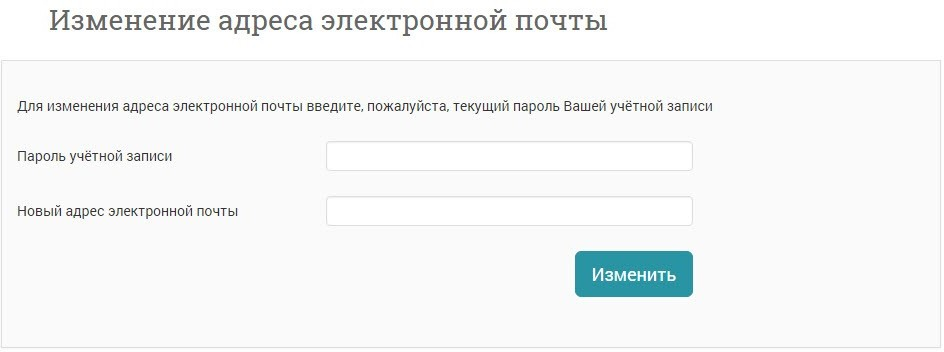 Изменение адреса электронной почты
Для изменения адреса электронной почты введите, пожалуйста, текущий пароль Вашей учётной записи
Пароль учётной записи
Новый адрес электронной почты
Изменить